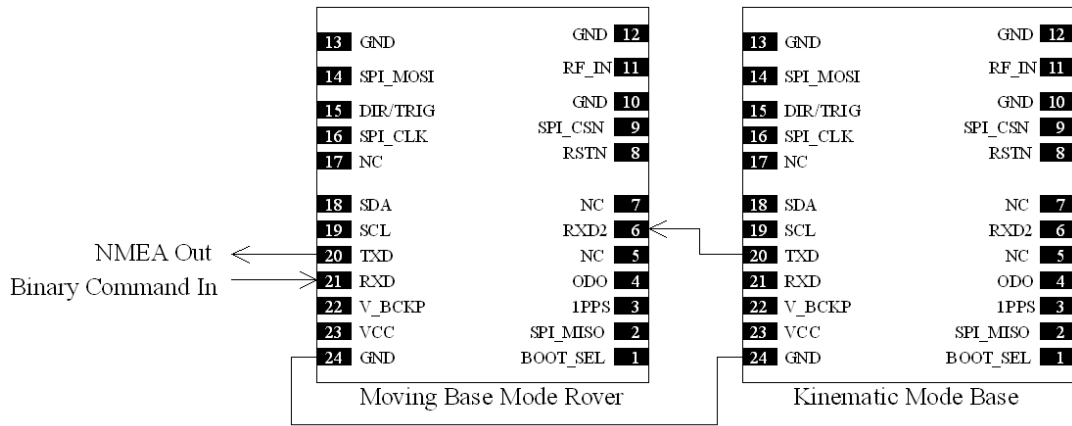 13 GND GND 12
14 SPI_MOSI RF_IN 11
15 DIR/TRIG GND 10
16 SPI_CLK SPI_CSN 9
17 NC RSTN 8
18 SDA NC 7
19 SCL RXD2 6
20 TXD NC 5
21 RXD ODO 4
22 V_BCKP 1PPS 3
23 VCC SPI_MISO 2
24 GND BOOT_SEL 1
NMEA Out
Binary Command In
Moving Base Mode Rover
13 GND GND 12
14 SPI_MOSI RF_IN 11
15 DIR/TRIG GND 10
16 SPI_CLK SPI_CSN 9
17 NC RSTN 8
18 SDA NC 7
19 SCL RXD2 6
20 TXD NC 5
21 RXD ODO 4
22 V_BCKP 1PPS 3
23 VCC SPI_MISO 2
24 GND BOOT_SEL 1
Kinematic Mode Base